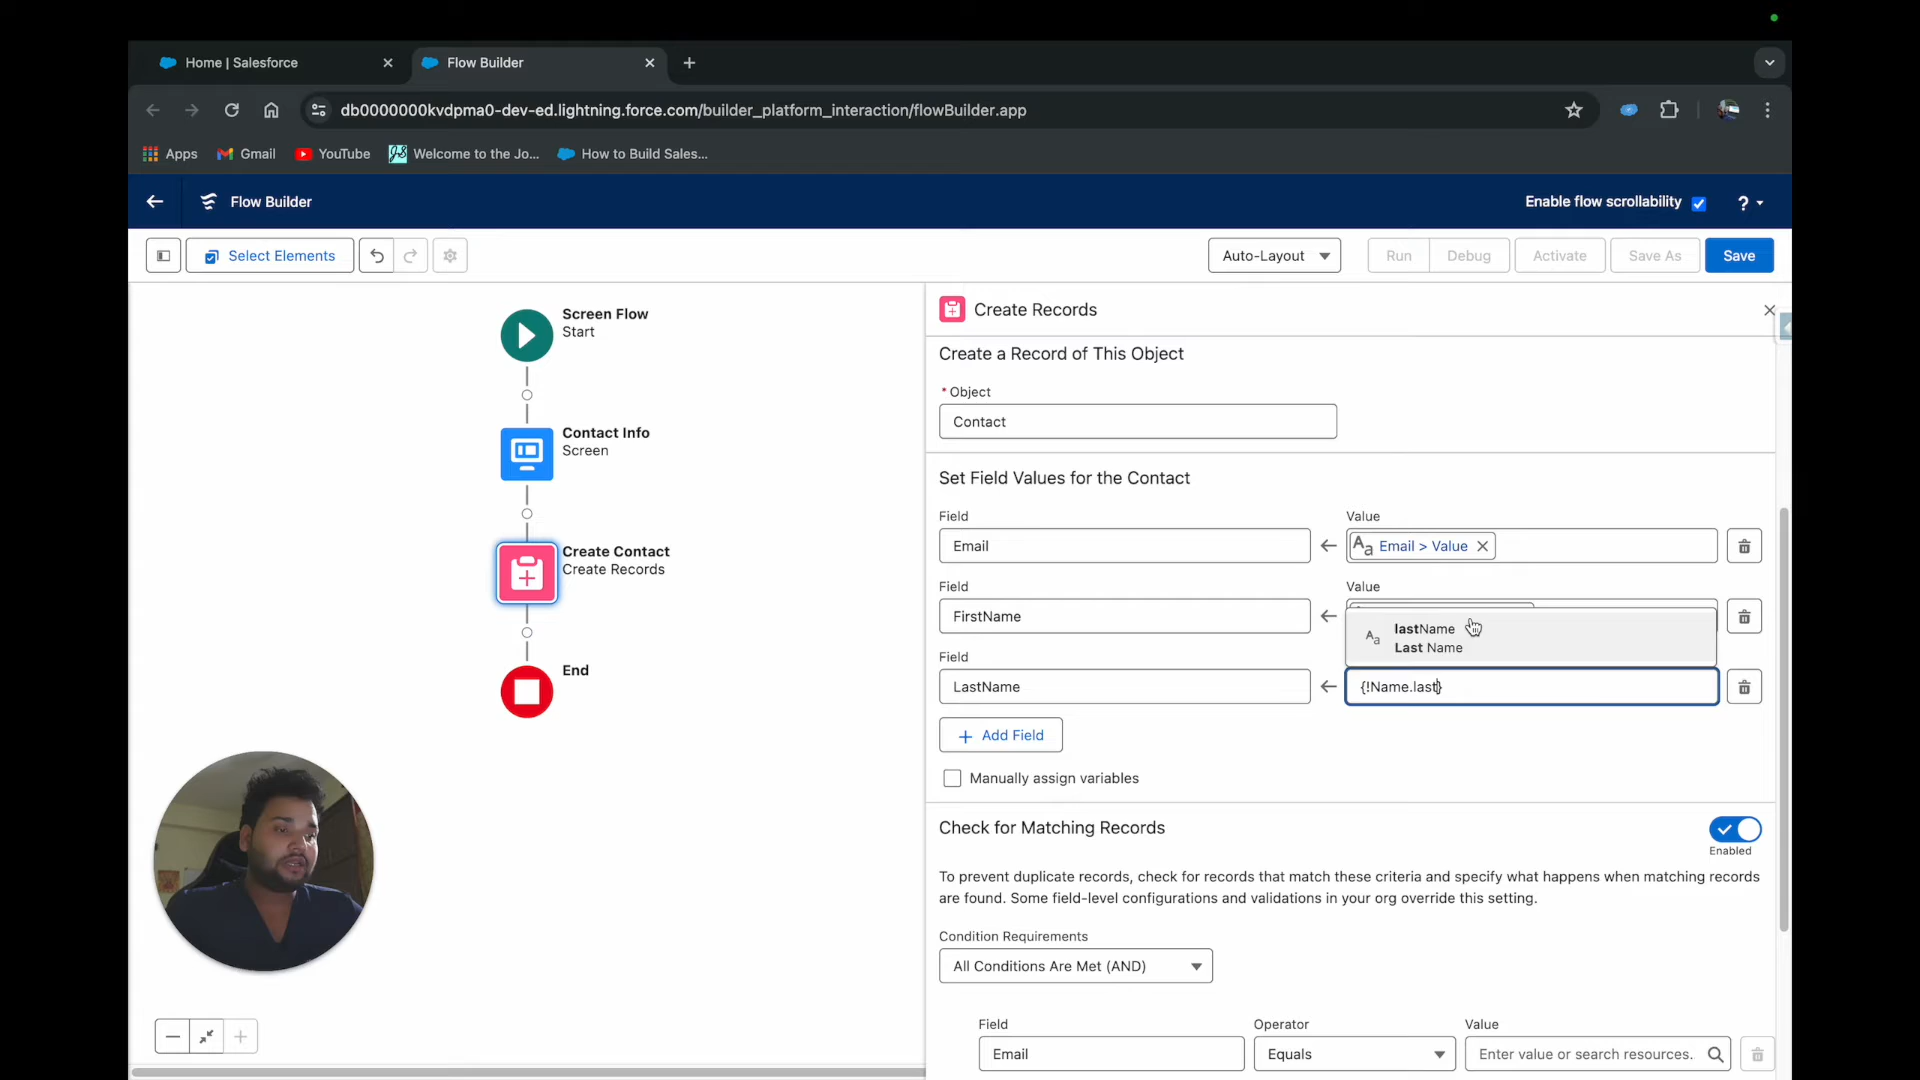 Home | Salesforce
Flow Builder
db0000000kvdpma0-dev-ed.lightning.force.com/builder_platform_interaction/flowBuilder.app
Apps
Gmail
YouTube
Welcome to the Jo...
How to Build Sales...
Flow Builder
Enable flow scrollability
?
Select Elements
Auto-Layout
Run
Debug
Activate
Save As
Save
Screen Flow
Start
Contact Info
Screen
Create Contact
Create Records
End
Create Records
Create a Record of This Object
* Object
Contact
Set Field Values for the Contact
Field
Value
Email
Aa Email > Value
Field
Value
FirstName
Aa lastName
Last Name
Field
LastName
{!Name.last}
+ Add Field
Manually assign variables
Check for Matching Records
Enabled
To prevent duplicate records, check for records that match these criteria and specify what happens when matching records
are found. Some field-level configurations and validations in your org override this setting.
Condition Requirements
All Conditions Are Met (AND)
Field
Operator
Value
Email
Equals
Enter value or search resources.